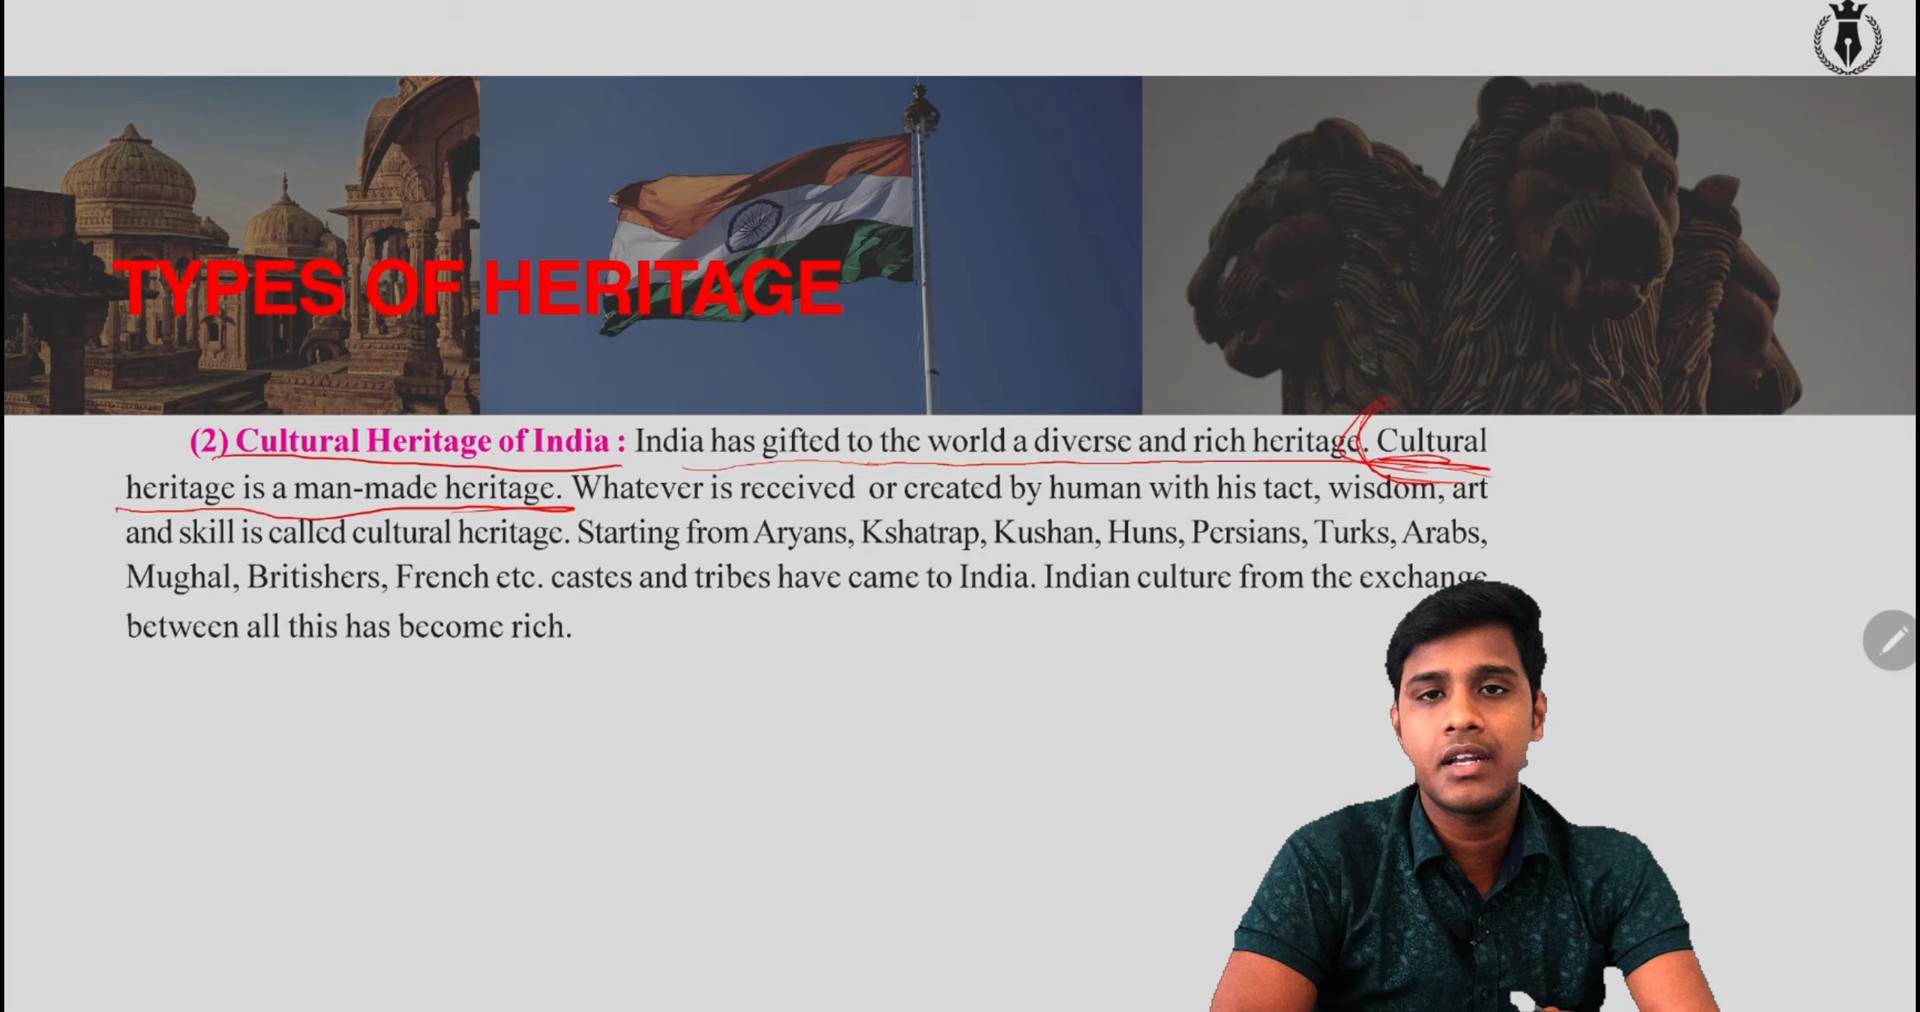 TYPES OF HERITAGE
(2) Cultural Heritage of India : India has gifted to the world a diverse and rich heritage. Cultural
heritage is a man-made heritage. Whatever is received or created by human with his tact, wisdom, art
and skill is called cultural heritage. Starting from Aryans, Kshatrap, Kushan, Huns, Persians, Turks, Arabs,
Mughal, Britishers, French etc. castes and tribes have came to India. Indian culture from the exchange
between all this has become rich.